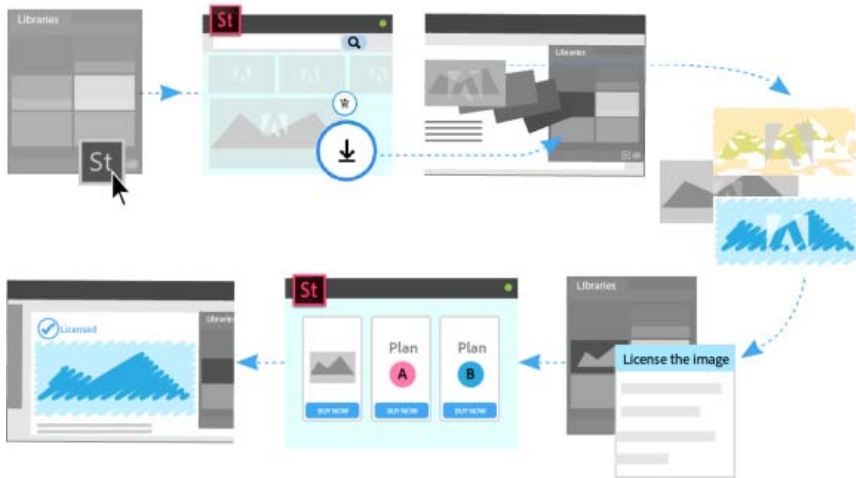 Libraries
St
St
Libraries
Licensed
Libraries
St
Plan
A
BUY NOW
Plan
B
BUY NOW
BUY NOW
Libraries
License the image